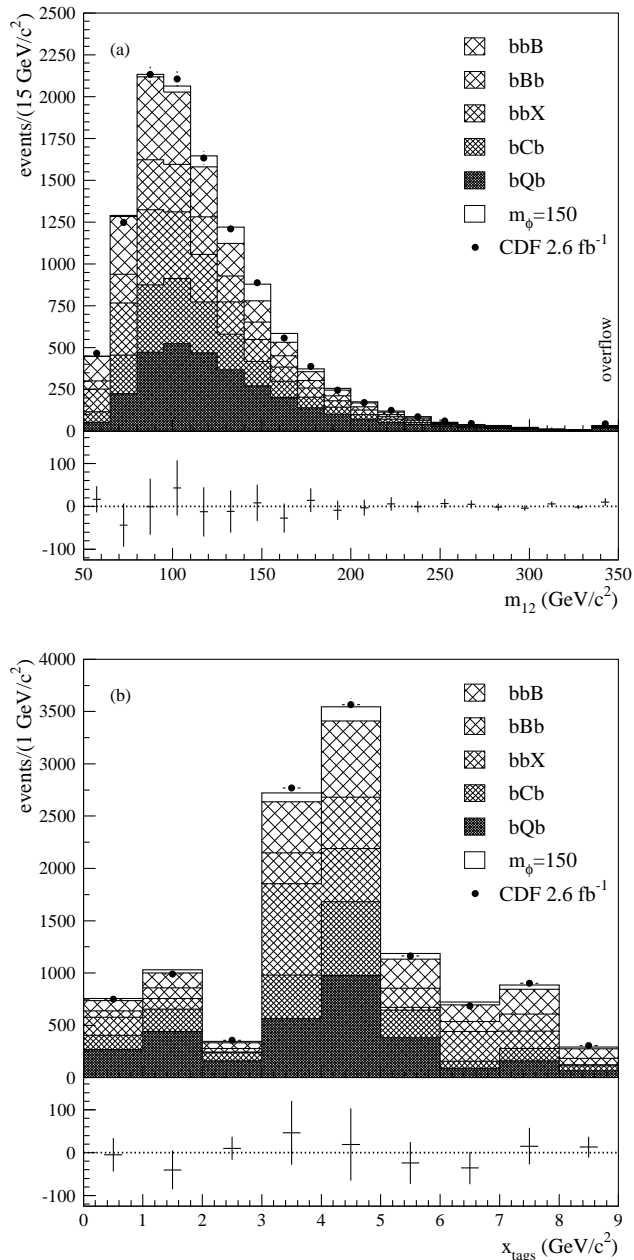 (a)
events/(15 GeV/c²)
2500
2250
2000
1750
1500
1250
1000
750
500
250
0
bbB
bBb
bbX
bCb
bQb
mφ=150
CDF 2.6 fb⁻¹
overflow
100
0
-100
50 100 150 200 250 300 350
m₁₂ (GeV/c²)
(b)
events/(1 GeV/c²)
4000
3500
3000
2500
2000
1500
1000
500
0
bbB
bBb
bbX
bCb
bQb
mφ=150
CDF 2.6 fb⁻¹
100
0
-100
0 1 2 3 4 5 6 7 8 9
x_tags (GeV/c²)